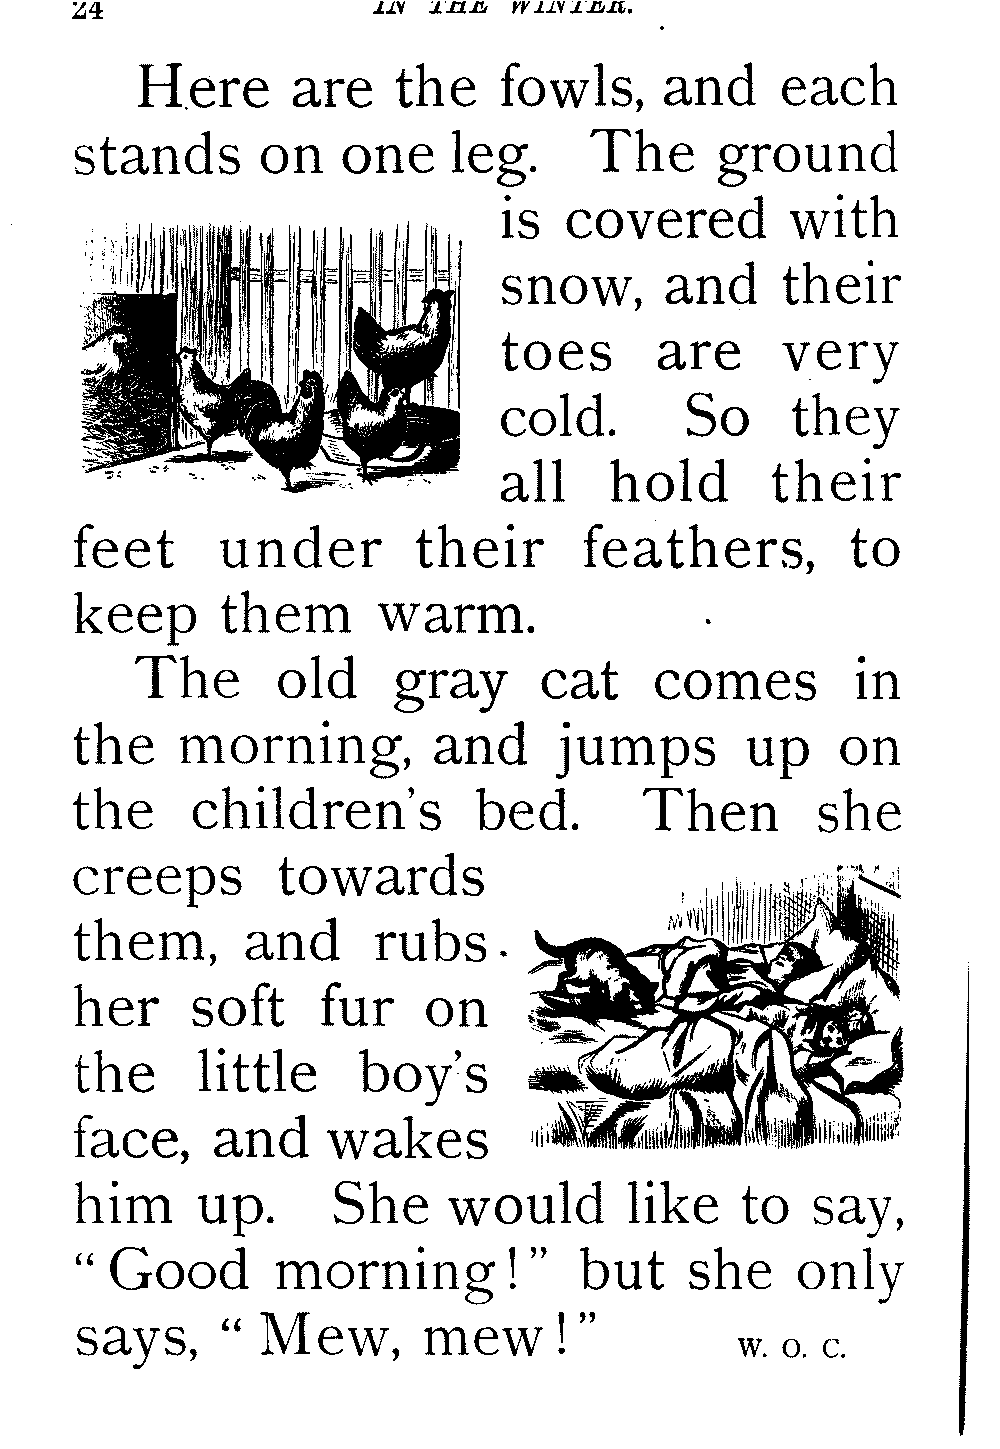 24 IN THE WINTER.
Here are the fowls, and each
stands on one leg. The ground
is covered with
snow, and their
toes are very
cold. So they
all hold their
feet under their feathers, to
keep them warm.
The old gray cat comes in
the morning, and jumps up on
the children's bed. Then she
creeps towards
them, and rubs
her soft fur on
the little boy's
face, and wakes
him up. She would like to say,
“Good morning!” but she only
says, “Mew, mew!” W. O. C.